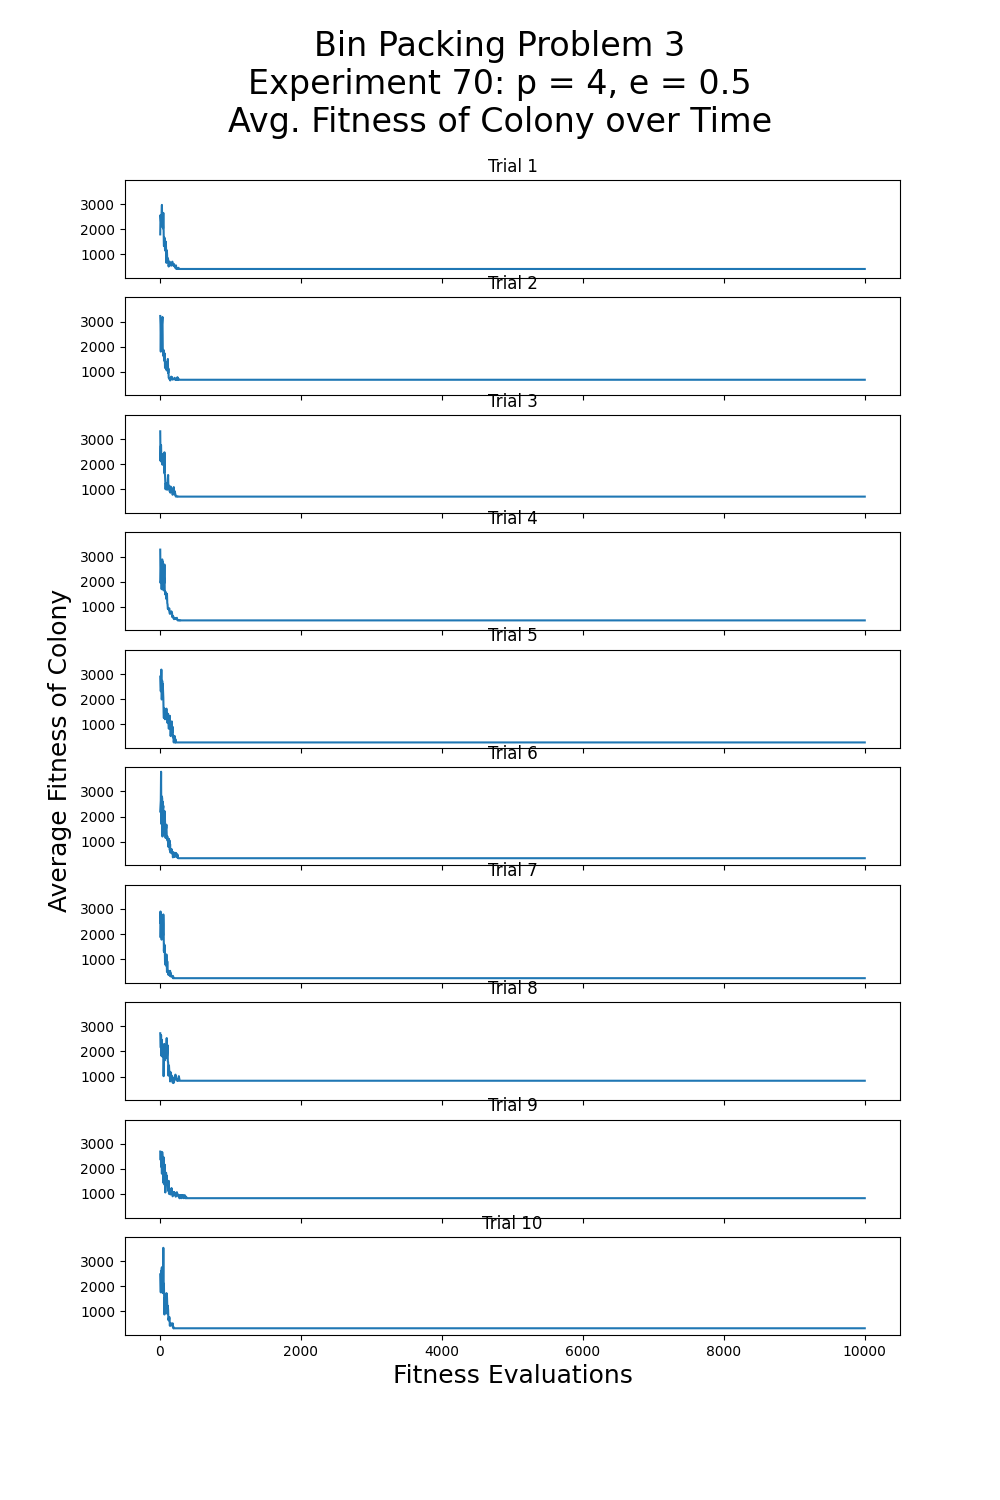 Bin Packing Problem 3
Experiment 70: p = 4, e = 0.5
Avg. Fitness of Colony over Time
Trial 1
3000
2000
1000
Trial 2
3000
2000
1000
Trial 3
3000
2000
1000
Trial 4
3000
2000
1000
Trial 5
3000
2000
1000
Trial 6
3000
2000
1000
Trial 7
3000
2000
1000
Trial 8
3000
2000
1000
Trial 9
3000
2000
1000
Trial 10
3000
2000
1000
0 2000 4000 6000 8000 10000
Fitness Evaluations
Average Fitness of Colony